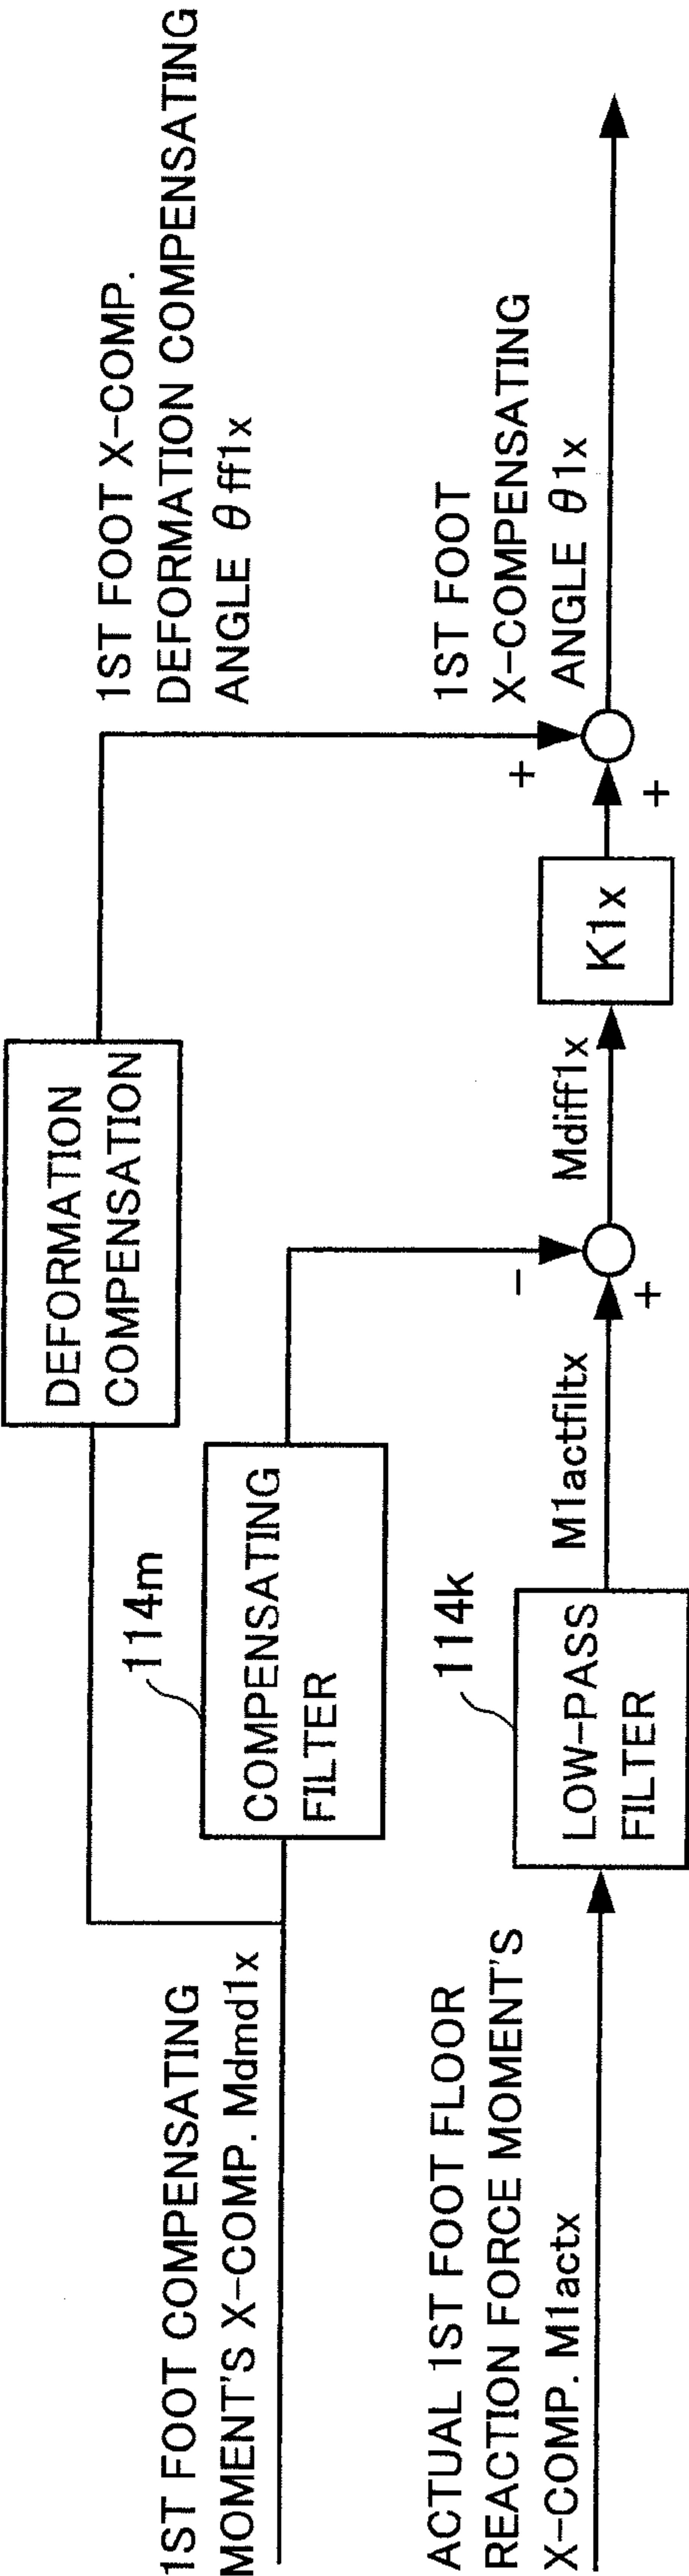 1ST FOOT COMPENSATING
MOMENT'S X-COMP. Mdmd1x
ACTUAL 1ST FOOT FLOOR
REACTION FORCE MOMENT'S
X-COMP. M1actx
114m
COMPENSATING
FILTER
114k
LOW-PASS
FILTER
DEFORMATION
COMPENSATION
M1actfiltx
-
+
Mdiff1x
K1x
+
+
1ST FOOT X-COMP.
DEFORMATION COMPENSATING
ANGLE θff1x
1ST FOOT
X-COMPENSATING
ANGLE θ1x